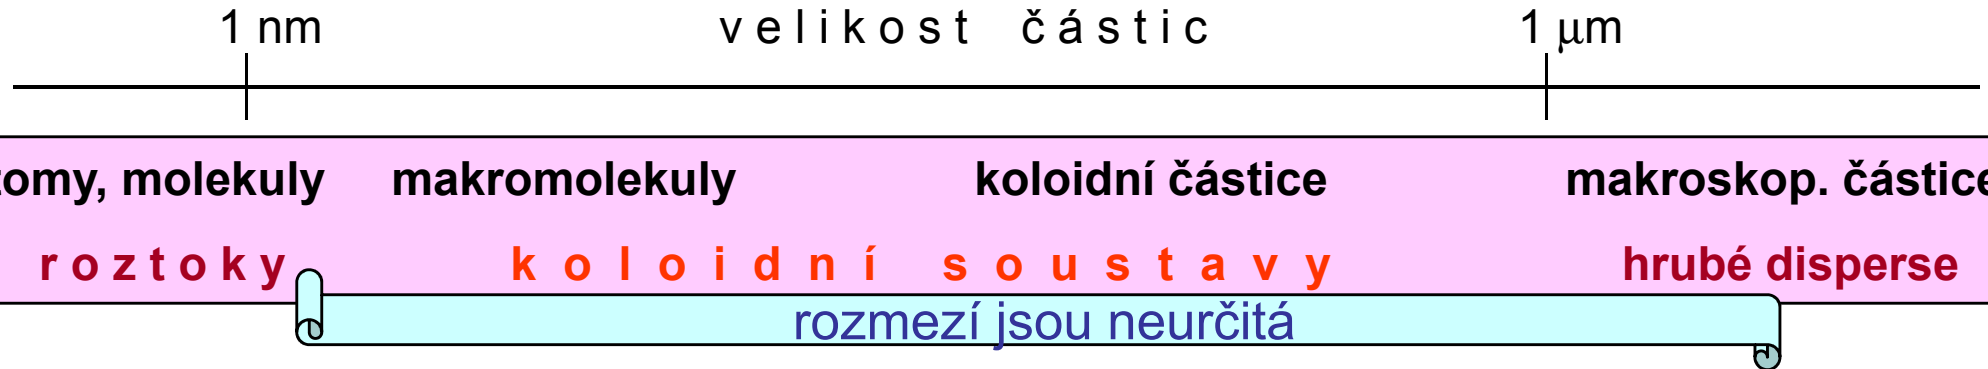 1 nm velikost částic 1 μm
tomy, molekuly makromolekuly koloidní částice makroskop. částice
roztoky koloidní soustavy hrubé disperse
rozmezí jsou neurčitá